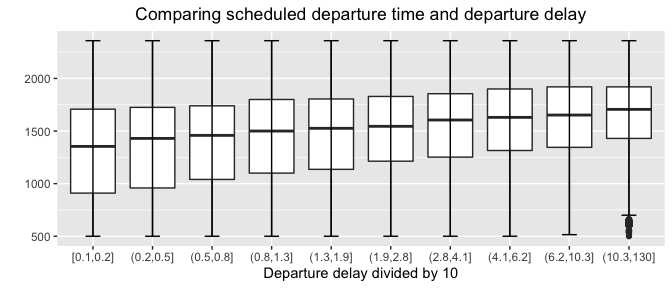 Comparing scheduled departure time and departure delay
2000
1500
1000
500
[0.1,0.2] (0.2,0.5] (0.5,0.8] (0.8,1.3] (1.3,1.9] (1.9,2.8] (2.8,4.1] (4.1,6.2] (6.2,10.3] (10.3,130]
Departure delay divided by 10